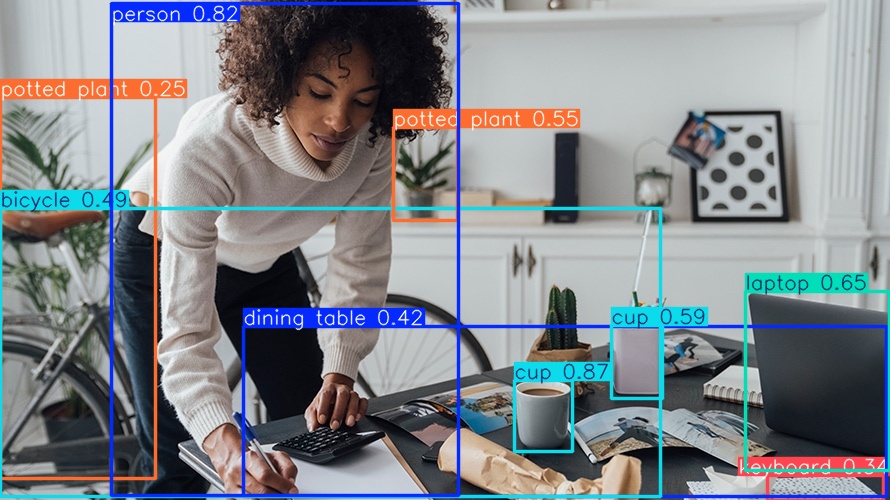 person 0.82
potted plant 0.25
potted plant 0.55
bicycle 0.49
laptop 0.65
dining table 0.42
cup 0.59
cup 0.87
keyboard 0.34